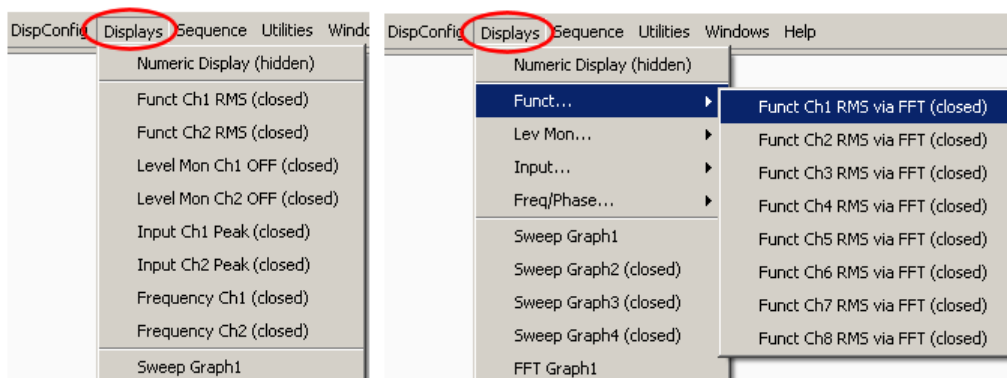 DispConfig Displays Sequence Utilities
Numeric Display (hidden)
Funct Ch1 RMS (closed)
Funct Ch2 RMS (closed)
Level Mon Ch1 OFF (closed)
Level Mon Ch2 OFF (closed)
Input Ch1 Peak (closed)
Input Ch2 Peak (closed)
Frequency Ch1 (closed)
Frequency Ch2 (closed)
Sweep Graph1
DispConfig Displays Sequence Utilities Windows Help
Numeric Display (hidden)
Funct...
Lev Mon...
Input...
Freq/Phase...
Sweep Graph1
Sweep Graph2 (closed)
Sweep Graph3 (closed)
Sweep Graph4 (closed)
FFT Graph1
Funct Ch1 RMS via FFT (closed)
Funct Ch2 RMS via FFT (closed)
Funct Ch3 RMS via FFT (closed)
Funct Ch4 RMS via FFT (closed)
Funct Ch5 RMS via FFT (closed)
Funct Ch6 RMS via FFT (closed)
Funct Ch7 RMS via FFT (closed)
Funct Ch8 RMS via FFT (closed)